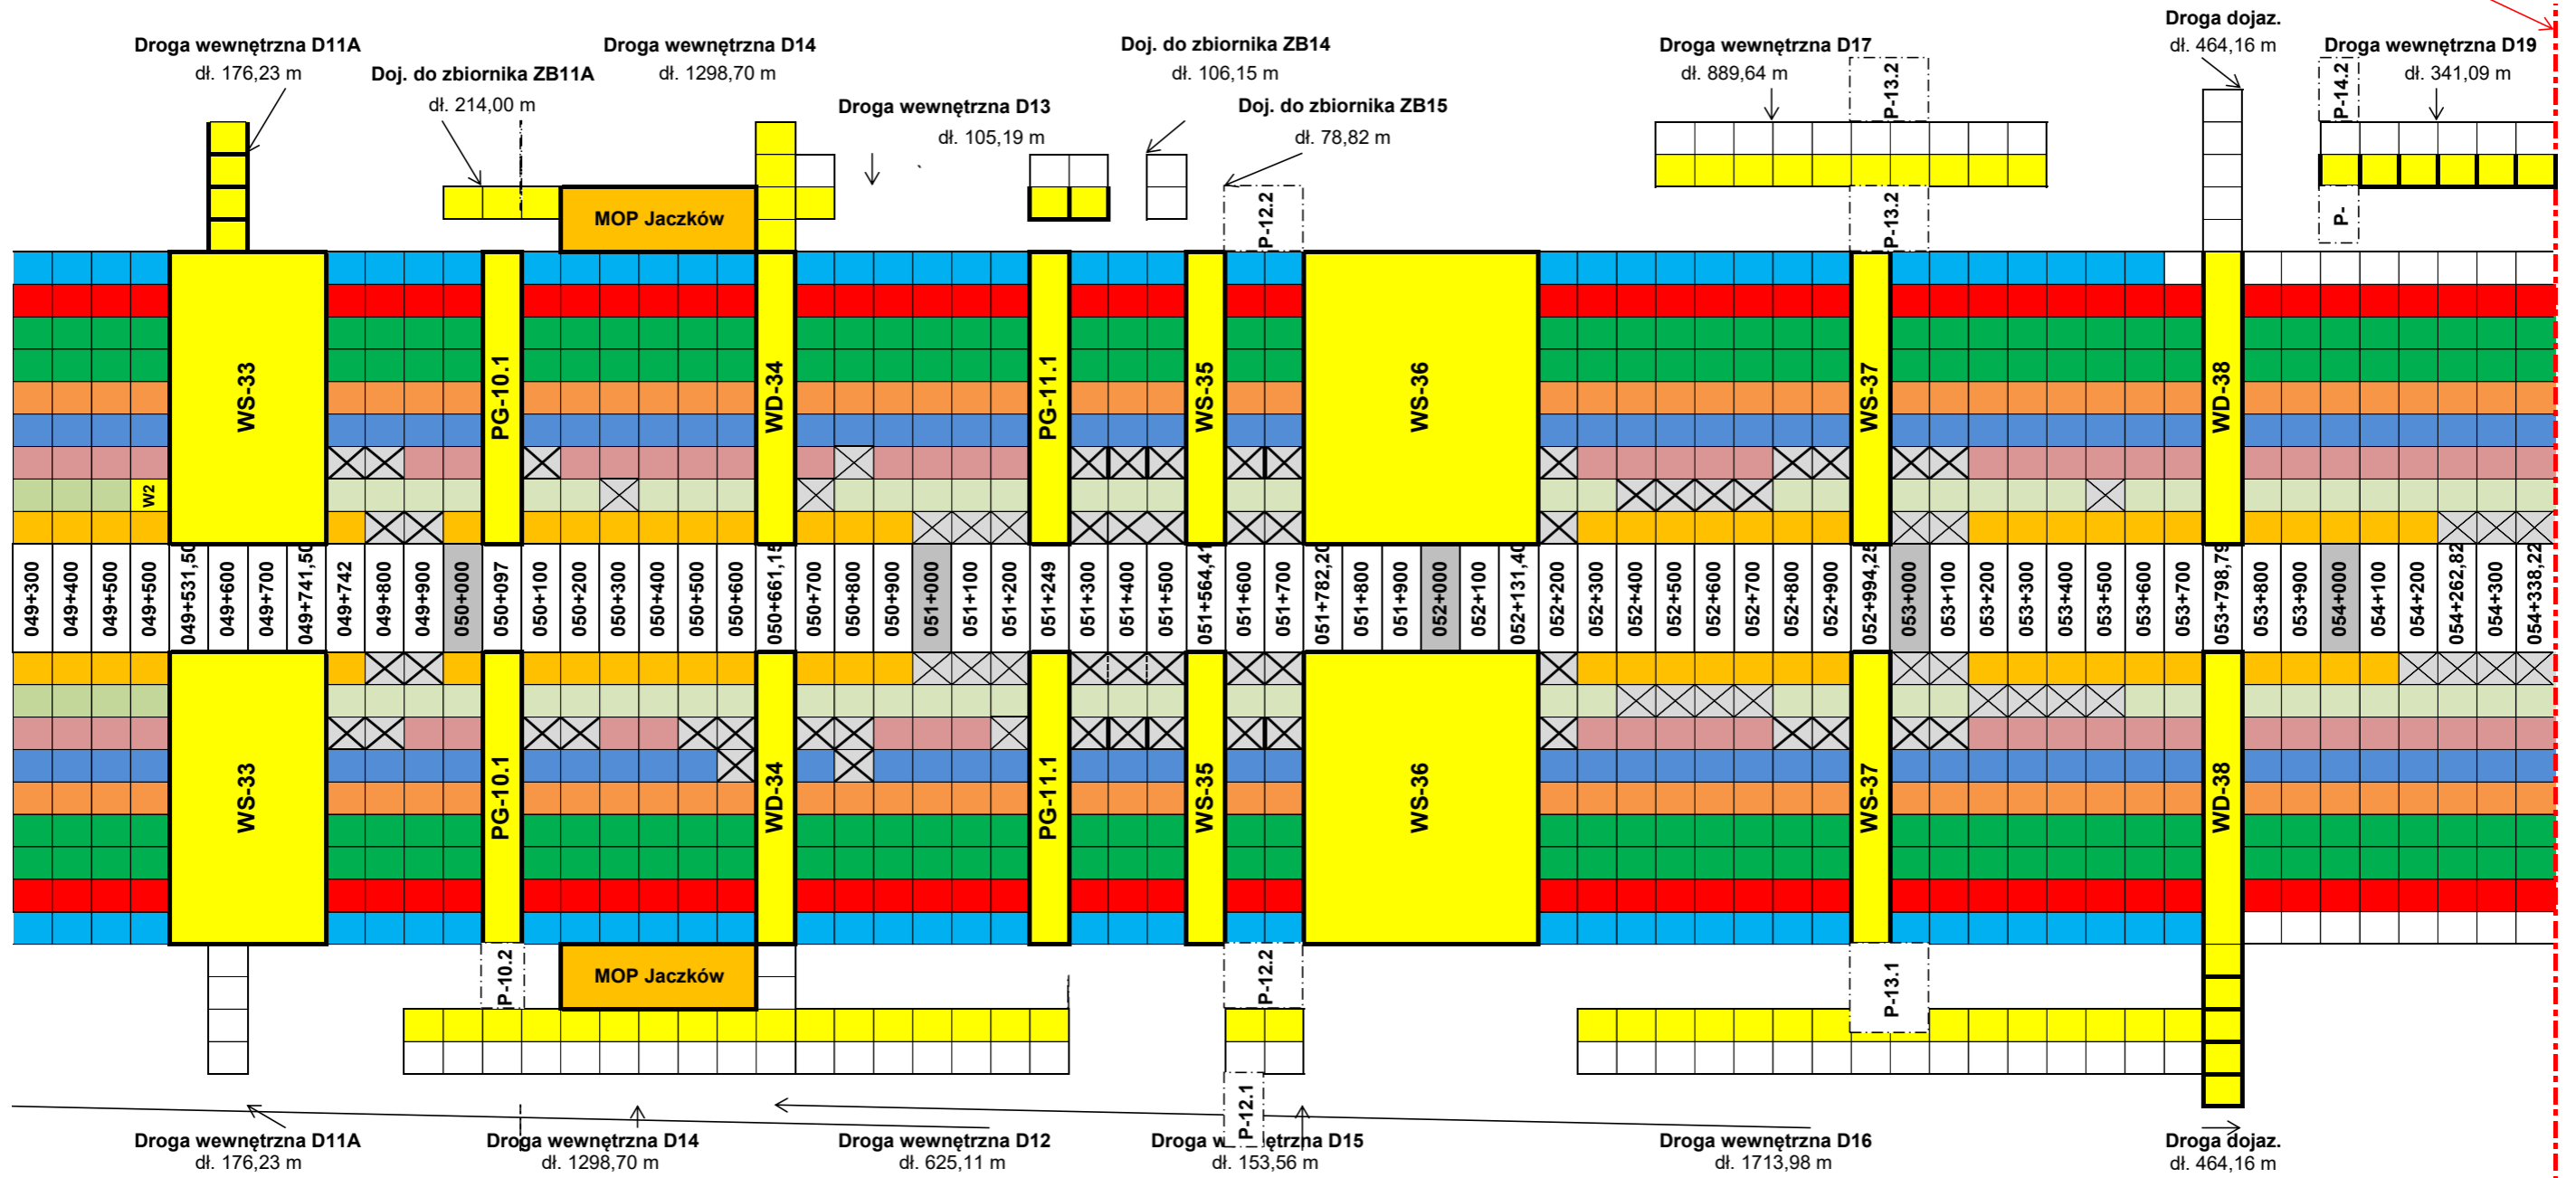 Droga dojaz.
dł. 464,16 m
Droga wewnętrzna D11A
dł. 176,23 m
Doj. do zbiornika ZB11A
dł. 214,00 m
Droga wewnętrzna D14
dł. 1298,70 m
Droga wewnętrzna D13
dł. 105,19 m
Doj. do zbiornika ZB14
dł. 106,15 m
Doj. do zbiornika ZB15
dł. 78,82 m
Droga wewnętrzna D17
dł. 889,64 m
Droga wewnętrzna D19
dł. 341,09 m
P-13.2
P-14.2
MOP Jaczków
P-12.2
P-13.2
P-
WS-33
PG-10.1
WD-34
PG-11.1
WS-35
WS-36
WS-37
WD-38
W2
049+300
049+400
049+500
049+500
049+531,50
049+600
049+700
049+741,50
049+742
049+800
049+900
050+000
050+097
050+100
050+200
050+300
050+400
050+500
050+600
050+661,15
050+700
050+800
050+900
051+000
051+100
051+200
051+249
051+300
051+400
051+500
051+564,41
051+600
051+700
051+782,20
051+800
051+900
052+000
052+100
052+131,40
052+200
052+300
052+400
052+500
052+600
052+700
052+800
052+900
052+994,25
053+000
053+100
053+200
053+300
053+400
053+500
053+600
053+700
053+798,79
053+800
053+900
054+000
054+100
054+200
054+262,82
054+300
054+338,22
WS-33
PG-10.1
WD-34
PG-11.1
WS-35
WS-36
WS-37
WD-38
P-10.2
MOP Jaczków
P-12.2
P-13.1
P-12.1
Droga wewnętrzna D11A
dł. 176,23 m
Droga wewnętrzna D14
dł. 1298,70 m
Droga wewnętrzna D12
dł. 625,11 m
Droga wewnętrzna D15
dł. 153,56 m
Droga wewnętrzna D16
dł. 1713,98 m
Droga dojaz.
dł. 464,16 m